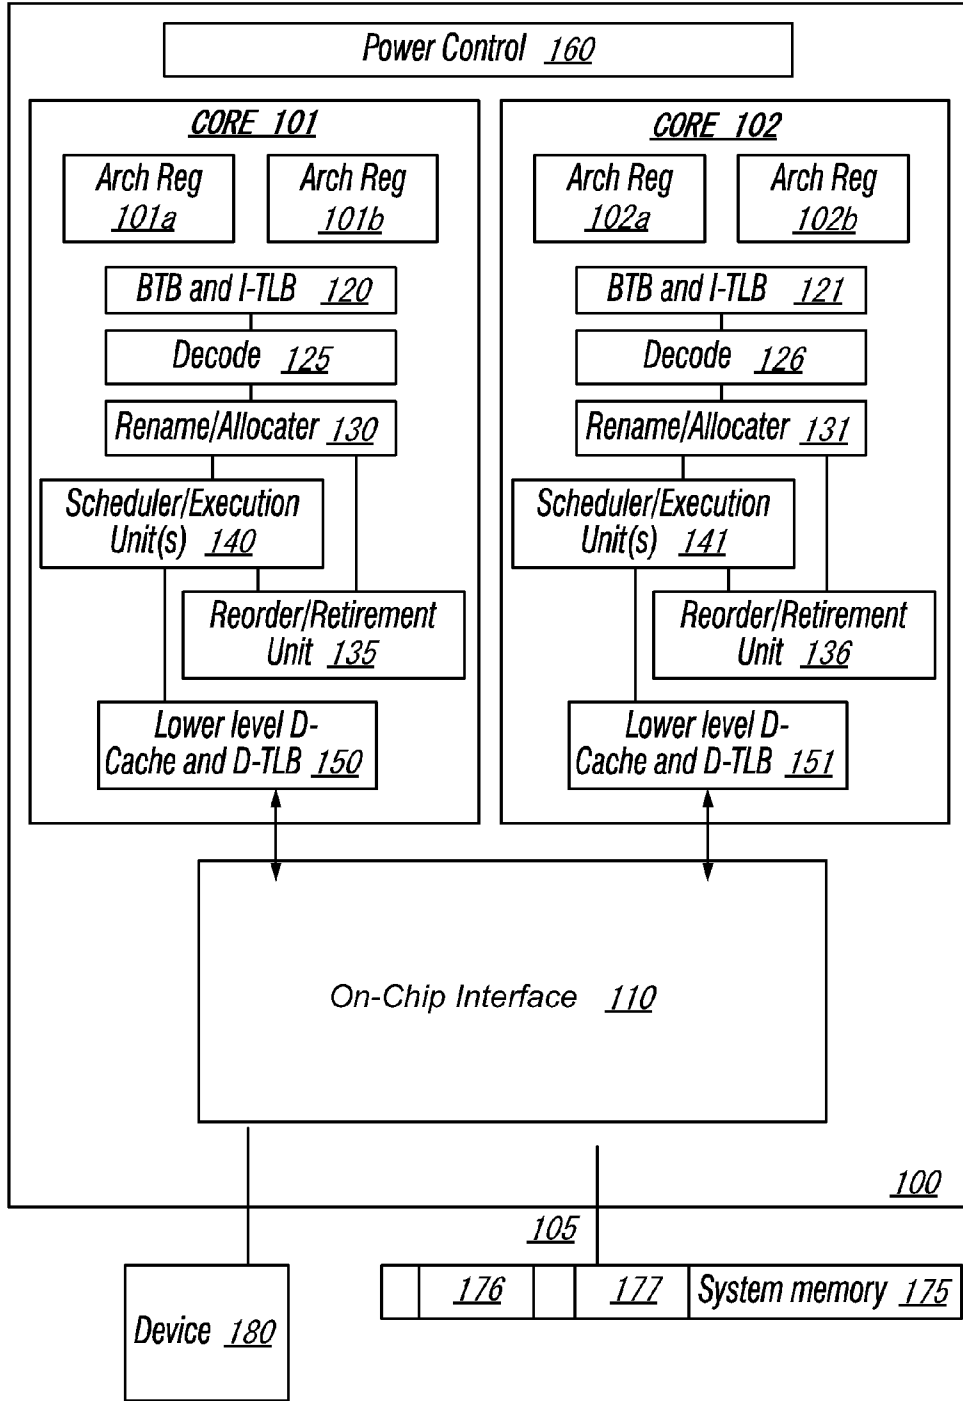 Power Control 160
CORE 101
CORE 102
Arch Reg
101a
Arch Reg
101b
Arch Reg
102a
Arch Reg
102b
BTB and I-TLB 120
BTB and I-TLB 121
Decode 125
Decode 126
Rename/Allocater 130
Rename/Allocater 131
Scheduler/Execution
Unit(s) 140
Scheduler/Execution
Unit(s) 141
Reorder/Retirement
Unit 135
Reorder/Retirement
Unit 136
Lower level D-
Cache and D-TLB 150
Lower level D-
Cache and D-TLB 151
On-Chip Interface 110
100
105
176
177
System memory 175
Device 180